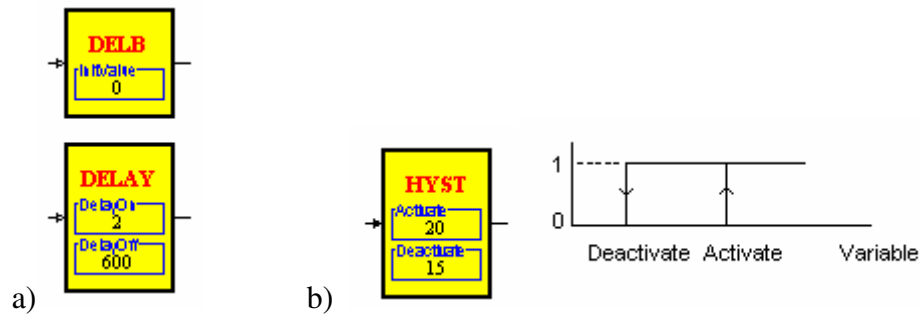 DELB
InitValue
0
DELAY
DelayOn
2
DelayOff
600
a)
HYST
Activate
20
Deactivate
15
b)
1
0
Deactivate Activate Variable